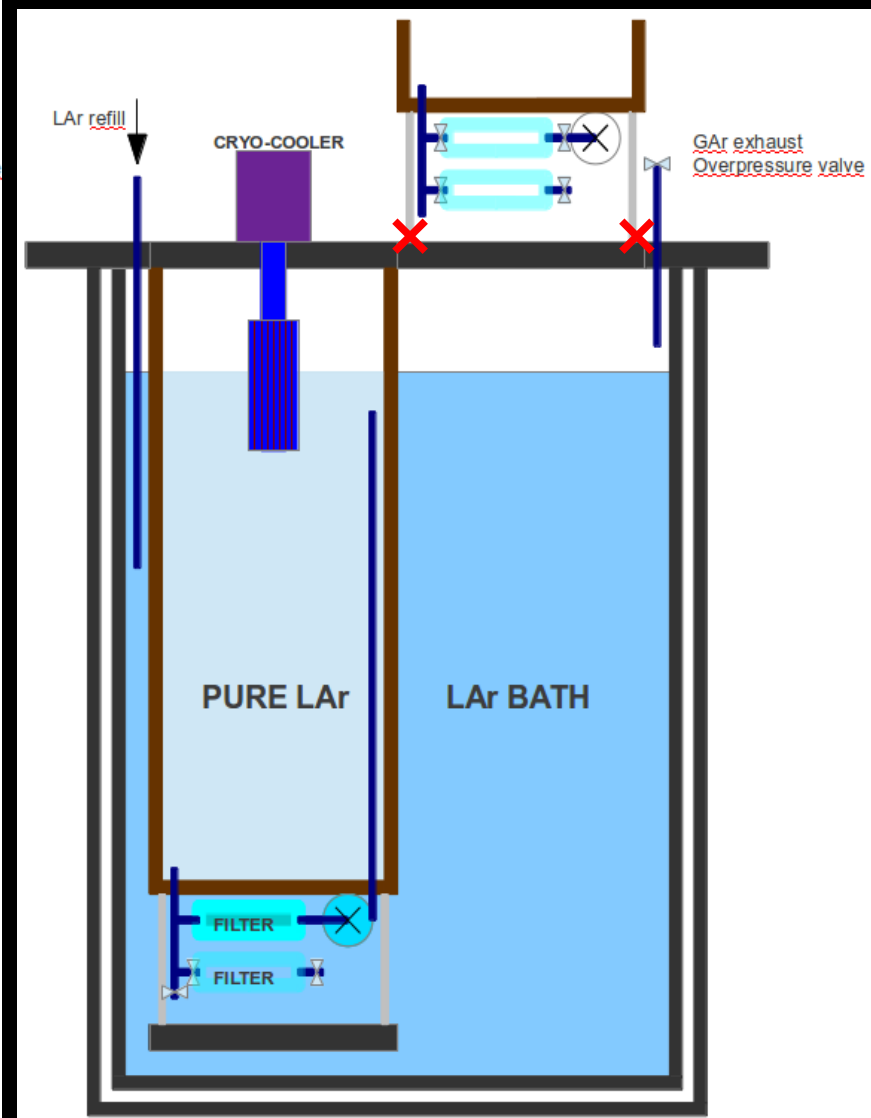 LAr refill
CRYO-COOLER
GAr exhaust
Overpressure valve
PURE LAr
LAr BATH
FILTER
FILTER